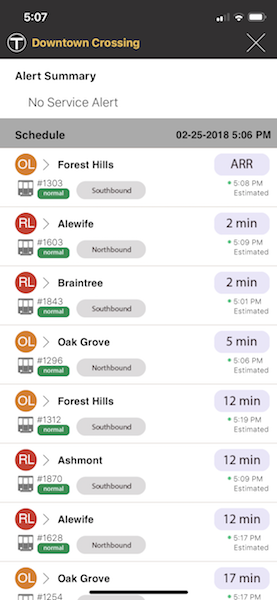 5:07
T Downtown Crossing
Alert Summary
No Service Alert
Schedule 02-25-2018 5:06 PM
OL Forest Hills ARR
#1303 5:08 PM
normal Southbound Estimated
RL Alewife 2 min
#1603 5:09 PM
normal Northbound Estimated
RL Braintree 2 min
#1843 5:01 PM
normal Southbound Estimated
OL Oak Grove 5 min
#1296 5:06 PM
normal Northbound Estimated
OL Forest Hills 12 min
#1312 5:19 PM
normal Southbound Estimated
RL Ashmont 12 min
#1870 5:09 PM
normal Southbound Estimated
RL Alewife 12 min
#1628 5:17 PM
normal Northbound Estimated
OL Oak Grove 17 min
#1254 5:17 PM